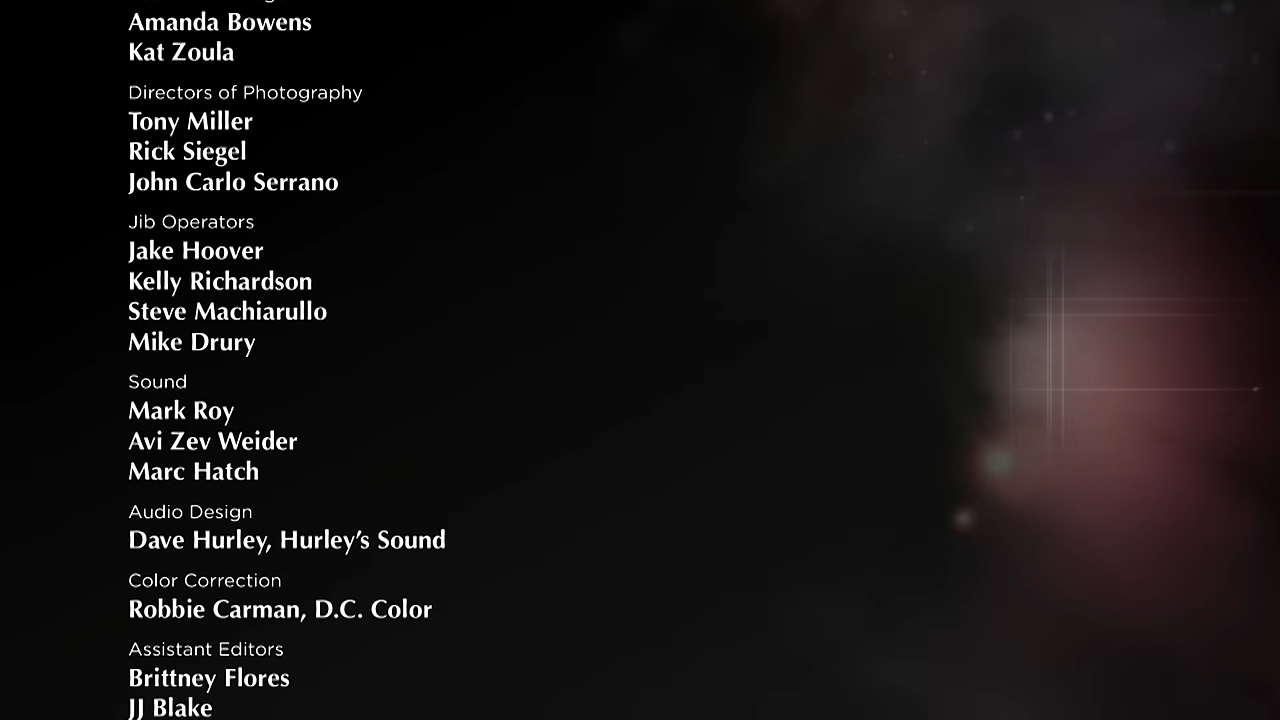 Amanda Bowens
Kat Zoula
Directors of Photography
Tony Miller
Rick Siegel
John Carlo Serrano
Jib Operators
Jake Hoover
Kelly Richardson
Steve Machiarullo
Mike Drury
Sound
Mark Roy
Avi Zev Weider
Marc Hatch
Audio Design
Dave Hurley, Hurley’s Sound
Color Correction
Robbie Carman, D.C. Color
Assistant Editors
Brittney Flores
JJ Blake